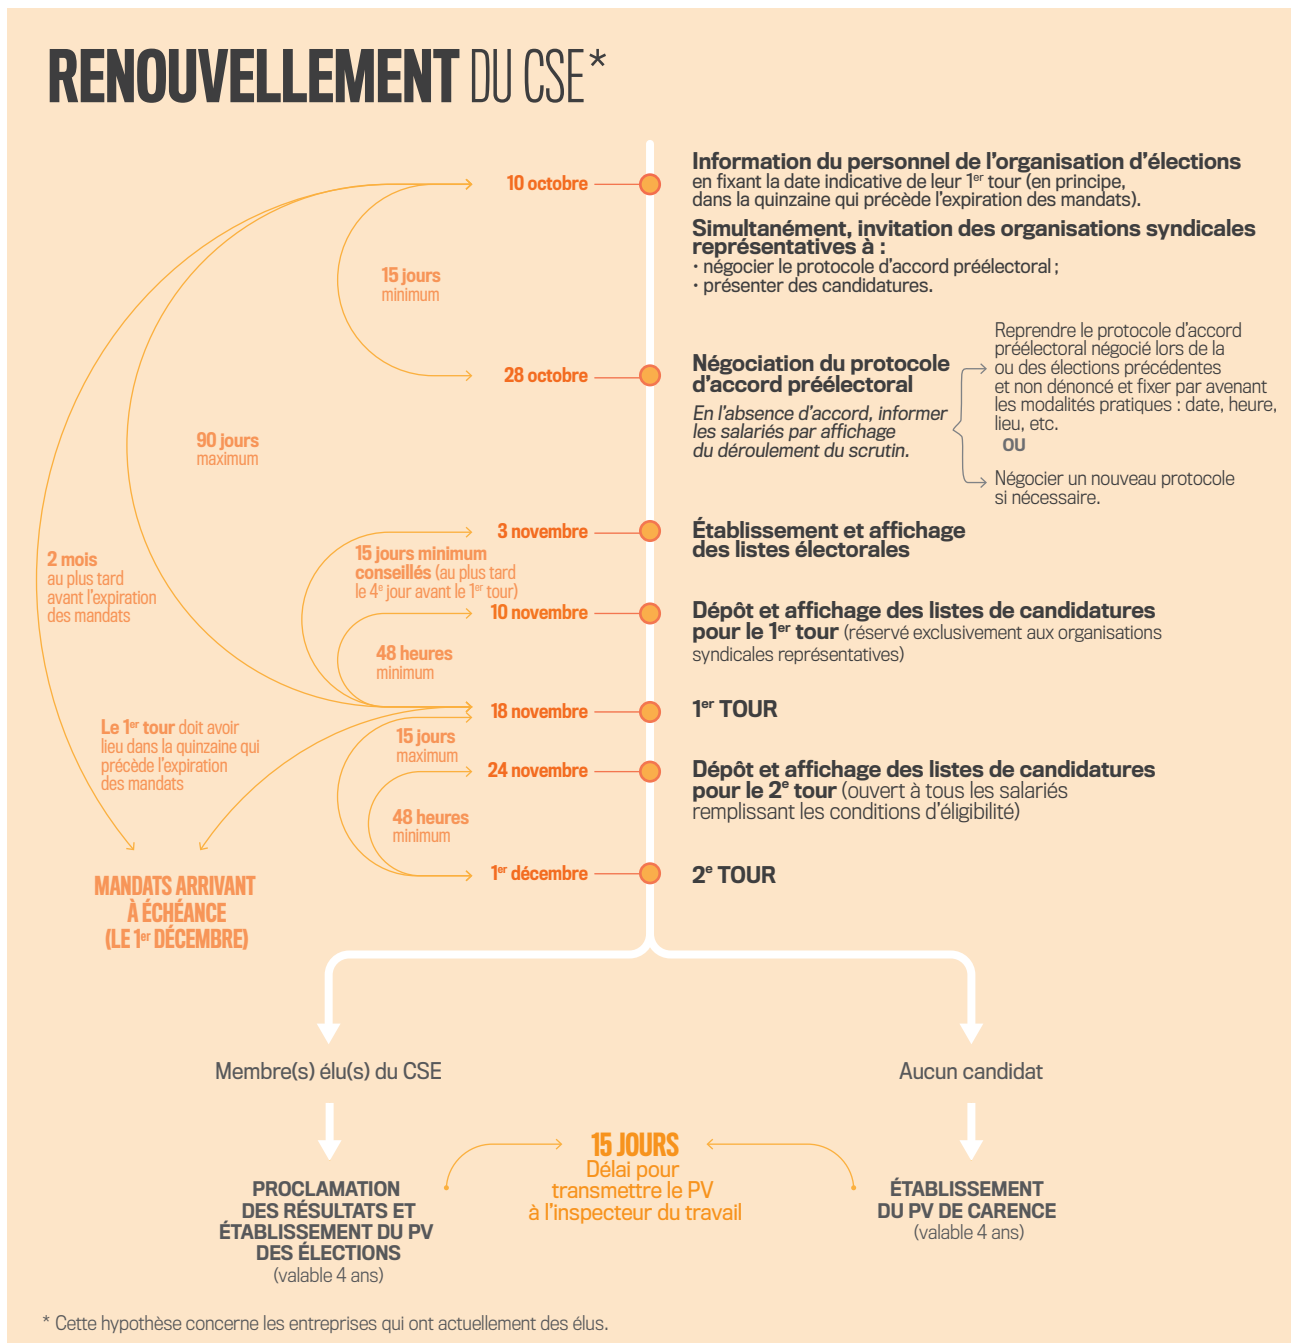 RENOUVELLEMENT DU CSE*
10 octobre
Information du personnel de l’organisation d’élections
en fixant la date indicative de leur 1er tour (en principe,
dans la quinzaine qui précède l’expiration des mandats).
Simultanément, invitation des organisations syndicales
représentatives à :
• négocier le protocole d’accord préélectoral ;
• présenter des candidatures.
15 jours
minimum
28 octobre
Négociation du protocole
d’accord préélectoral
En l’absence d’accord, informer
les salariés par affichage
du déroulement du scrutin.
Reprendre le protocole d’accord
préélectoral négocié lors de la
ou des élections précédentes
et non dénoncé et fixer par avenant
les modalités pratiques : date, heure,
lieu, etc.
OU
Négocier un nouveau protocole
si nécessaire.
90 jours
maximum
3 novembre
Établissement et affichage
des listes électorales
2 mois
au plus tard
avant l’expiration
des mandats
15 jours minimum
conseillés (au plus tard
le 4e jour avant le 1er tour)
10 novembre
Dépôt et affichage des listes de candidatures
pour le 1er tour (réservé exclusivement aux organisations
syndicales représentatives)
48 heures
minimum
18 novembre
1er TOUR
Le 1er tour doit avoir
lieu dans la quinzaine qui
précède l’expiration
des mandats
15 jours
maximum
24 novembre
Dépôt et affichage des listes de candidatures
pour le 2e tour (ouvert à tous les salariés
remplissant les conditions d’éligibilité)
48 heures
minimum
1er décembre
2e TOUR
MANDATS ARRIVANT
À ÉCHÉANCE
(LE 1er DÉCEMBRE)
Membre(s) élu(s) du CSE
Aucun candidat
15 JOURS
Délai pour
transmettre le PV
à l’inspecteur du travail
PROCLAMATION
DES RÉSULTATS ET
ÉTABLISSEMENT DU PV
DES ÉLECTIONS
(valable 4 ans)
ÉTABLISSEMENT
DU PV DE CARENCE
(valable 4 ans)
* Cette hypothèse concerne les entreprises qui ont actuellement des élus.